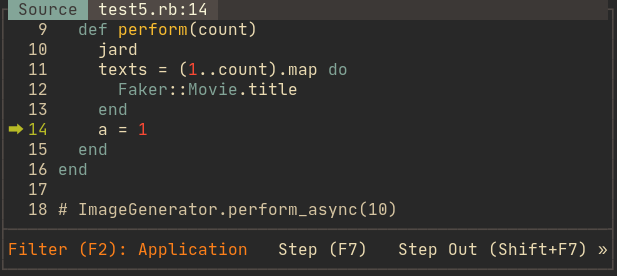 Source test5.rb:14
9 def perform(count)
10 jard
11 texts = (1..count).map do
12 Faker::Movie.title
13 end
14 a = 1
15 end
16 end
17
18 # ImageGenerator.perform_async(10)
Filter (F2): Application Step (F7) Step Out (Shift+F7) »